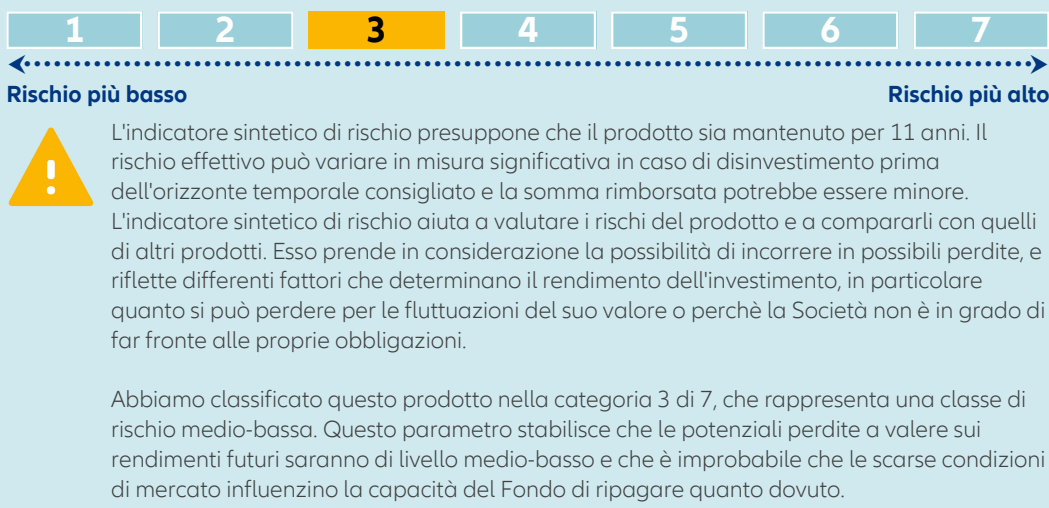 1 2 3 4 5 6 7
Rischio più basso Rischio più alto
L'indicatore sintetico di rischio presuppone che il prodotto sia mantenuto per 11 anni. Il
rischio effettivo può variare in misura significativa in caso di disinvestimento prima
dell'orizzonte temporale consigliato e la somma rimborsata potrebbe essere minore.
L'indicatore sintetico di rischio aiuta a valutare i rischi del prodotto e a compararli con quelli
di altri prodotti. Esso prende in considerazione la possibilità di incorrere in possibili perdite, e
riflette differenti fattori che determinano il rendimento dell'investimento, in particolare
quanto si può perdere per le fluttuazioni del suo valore o perchè la Società non è in grado di
far fronte alle proprie obbligazioni.
Abbiamo classificato questo prodotto nella categoria 3 di 7, che rappresenta una classe di
rischio medio-bassa. Questo parametro stabilisce che le potenziali perdite a valere sui
rendimenti futuri saranno di livello medio-basso e che è improbabile che le scarse condizioni
di mercato influenzino la capacità del Fondo di ripagare quanto dovuto.